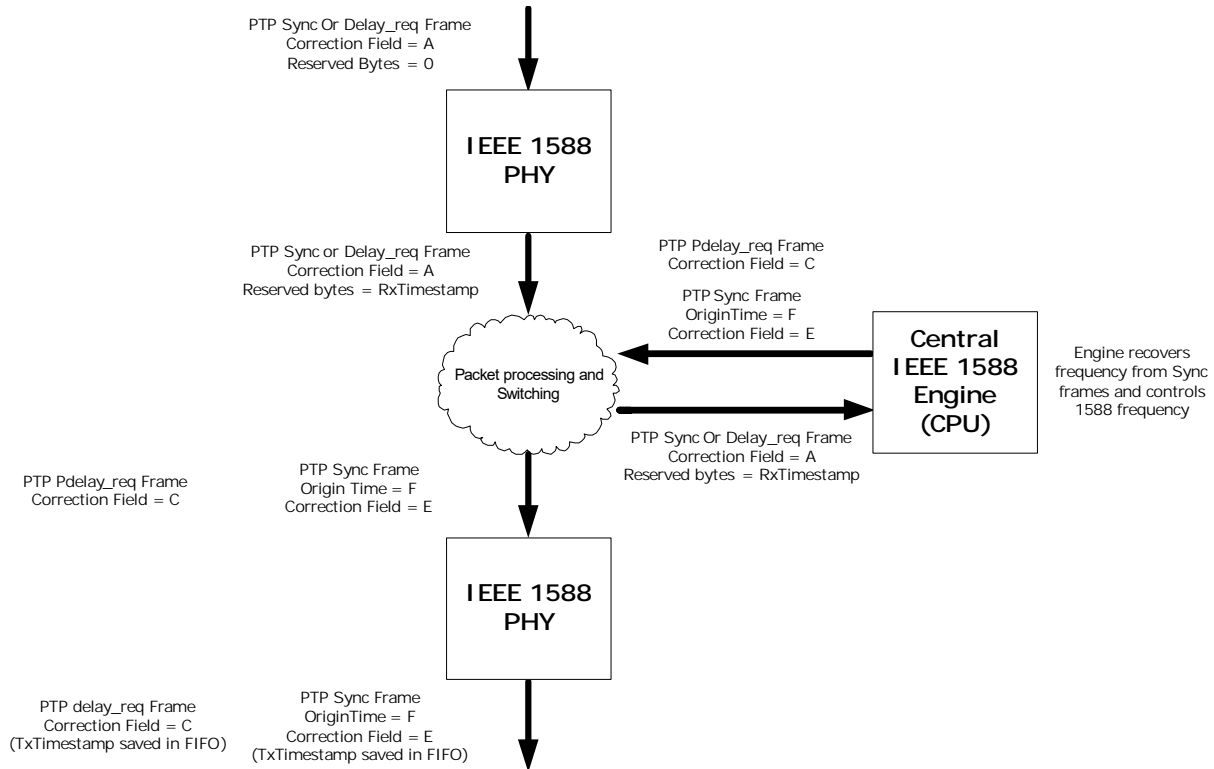 PTP Sync Or Delay_req Frame
Correction Field = A
Reserved Bytes = 0
IEEE 1588
PHY
PTP Sync or Delay_req Frame
Correction Field = A
Reserved bytes = RxTimestamp
PTP Pdelay_req Frame
Correction Field = C
PTP Sync Frame
OriginTime = F
Correction Field = E
Central
IEEE 1588
Engine
(CPU)
Engine recovers
frequency from Sync
frames and controls
1588 frequency
Packet processing and
Switching
PTP Sync Or Delay_req Frame
Correction Field = A
Reserved bytes = RxTimestamp
PTP Pdelay_req Frame
Correction Field = C
PTP Sync Frame
Origin Time = F
Correction Field = E
IEEE 1588
PHY
PTP delay_req Frame
Correction Field = C
(TxTimestamp saved in FIFO)
PTP Sync Frame
OriginTime = F
Correction Field = E
(TxTimestamp saved in FIFO)